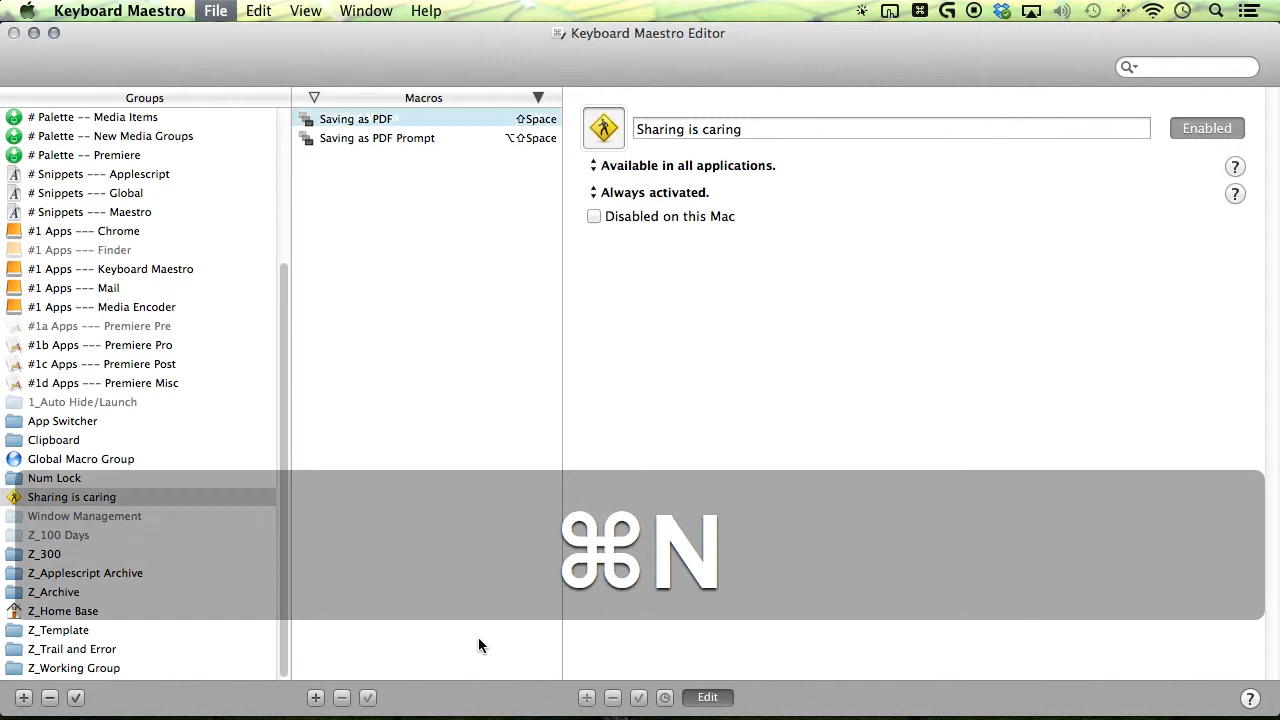 Keyboard Maestro File Edit View Window Help
Keyboard Maestro Editor
Groups
# Palette -- Media Items
# Palette -- New Media Groups
# Palette --- Premiere
# Snippets --- Applescript
# Snippets --- Global
# Snippets --- Maestro
#1 Apps --- Chrome
#1 Apps --- Finder
#1 Apps --- Keyboard Maestro
#1 Apps --- Mail
#1 Apps --- Media Encoder
#1a Apps --- Premiere Pre
#1b Apps --- Premiere Pro
#1c Apps --- Premiere Post
#1d Apps --- Premiere Misc
1_Auto Hide/Launch
App Switcher
Clipboard
Global Macro Group
Num Lock
Sharing is caring
Window Management
Z_100 Days
Z_300
Z_Applescript Archive
Z_Archive
Z_Home Base
Z_Template
Z_Trail and Error
Z_Working Group
Macros
Saving as PDF ⇧Space
Saving as PDF Prompt ⌥⇧Space
Sharing is caring Enabled
Available in all applications. ?
Always activated. ?
Disabled on this Mac
⌘N
Edit ?